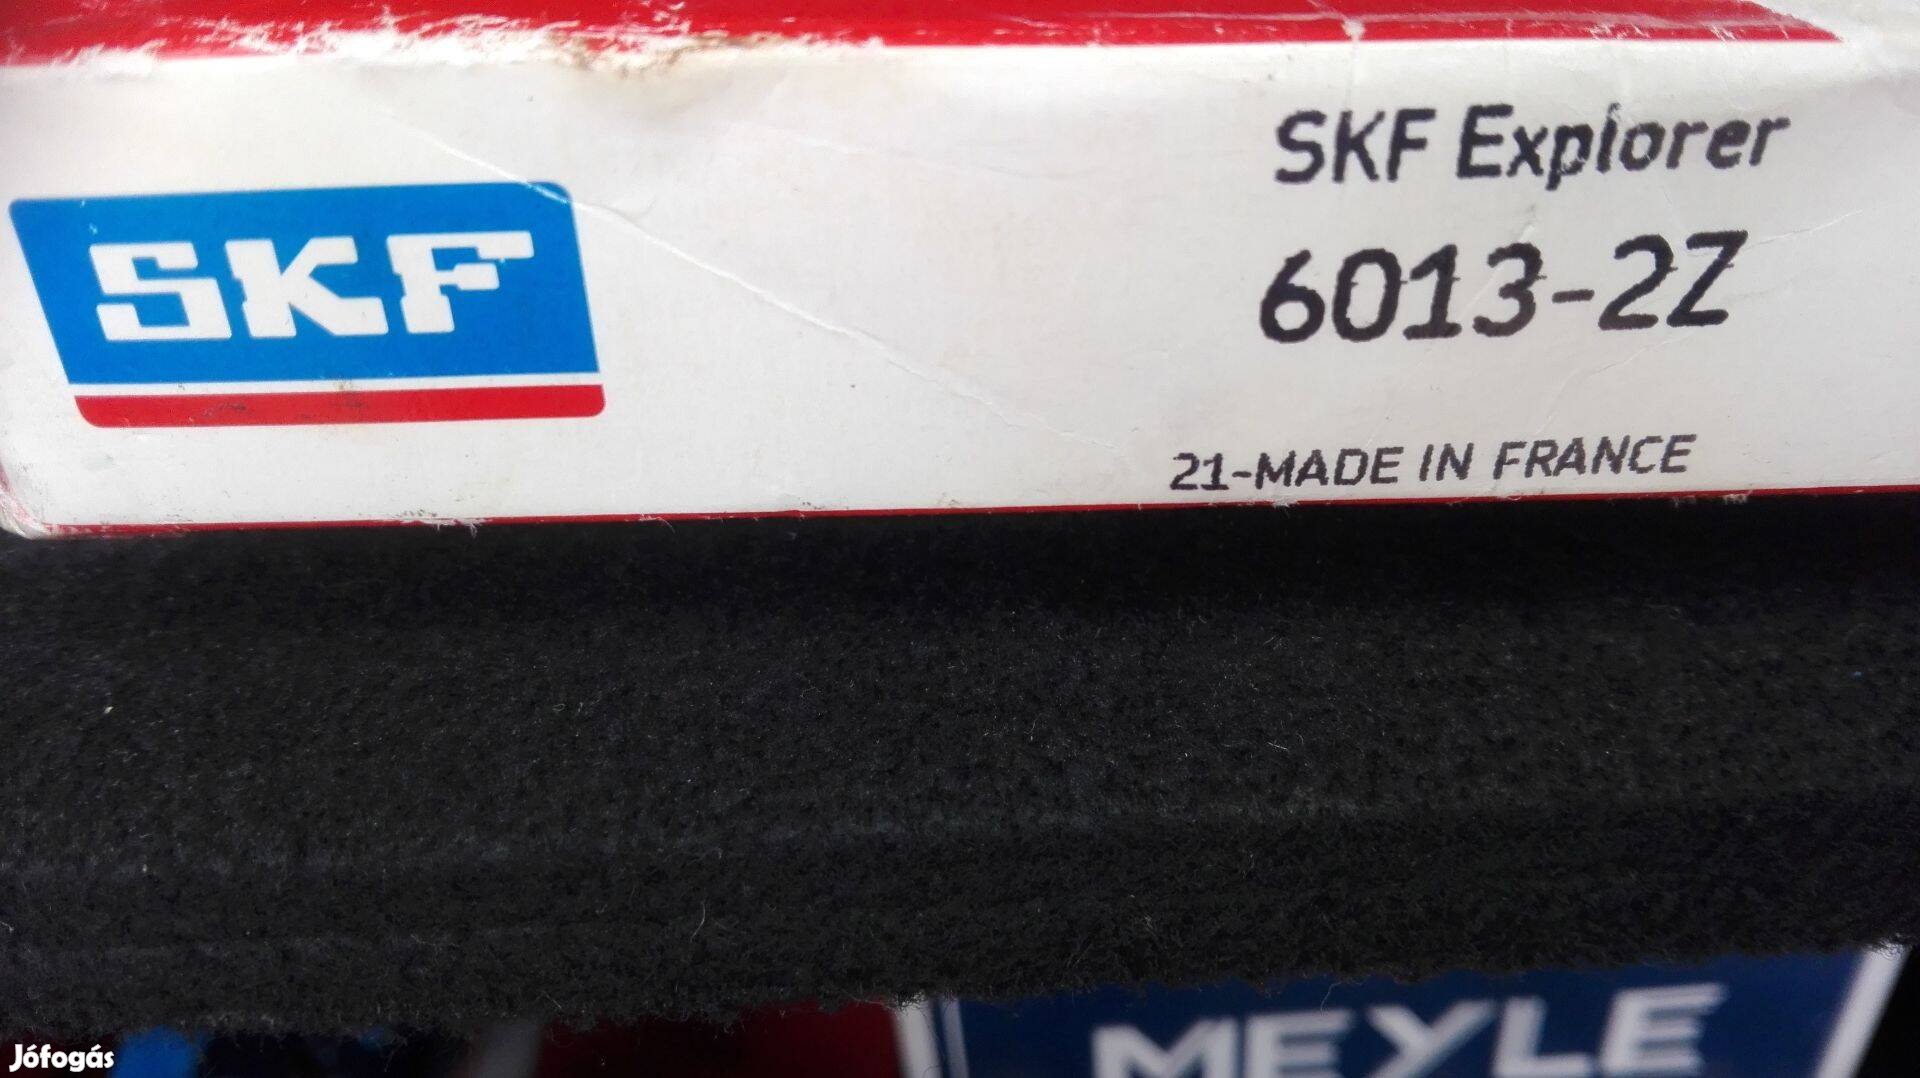 SKF
SKF Explorer
6013-2Z
21-MADE IN FRANCE
MEYLE
Jófogás